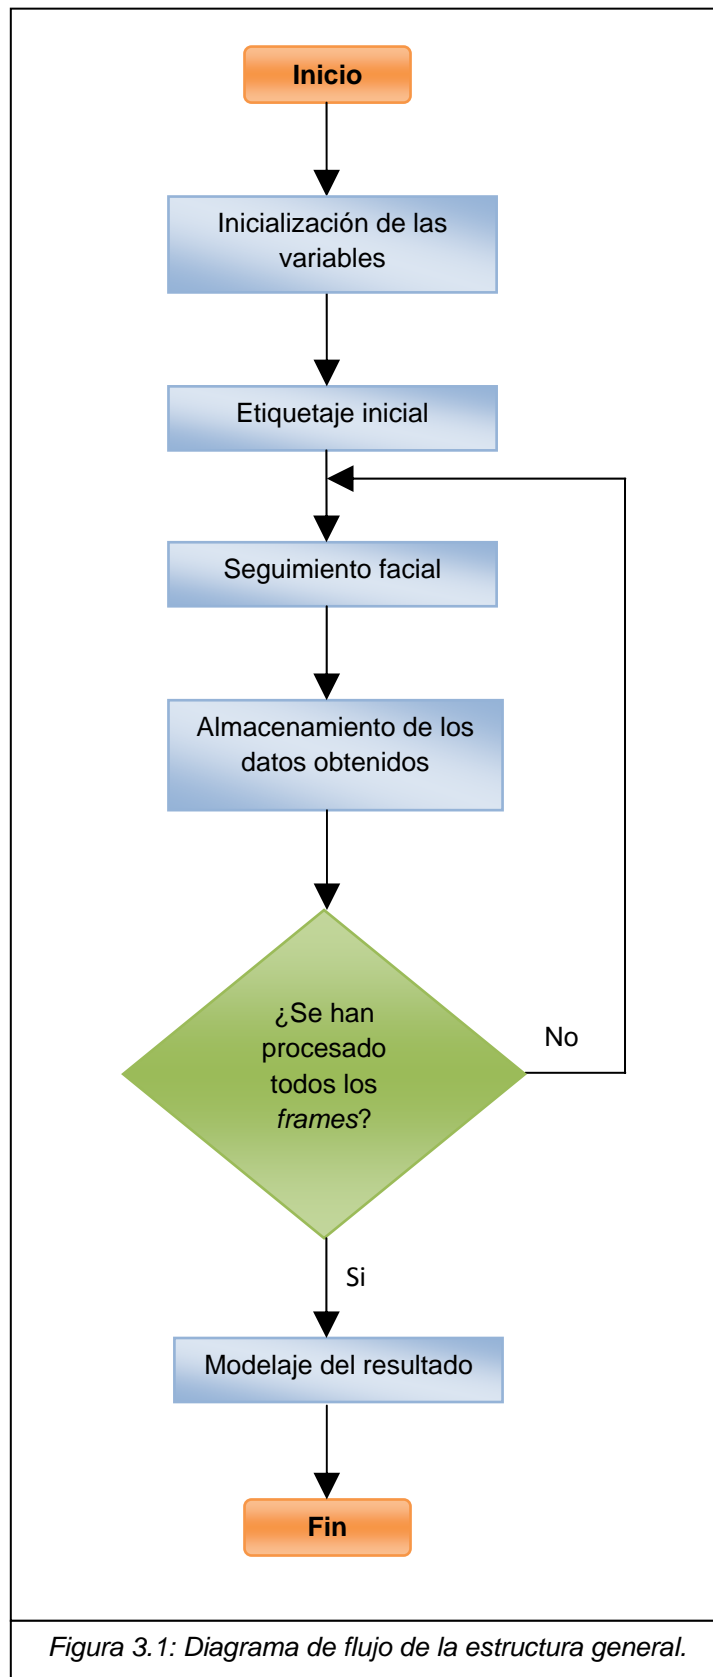 Inicio
Inicialización de las
variables
Etiquetaje inicial
Seguimiento facial
Almacenamiento de los
datos obtenidos
¿Se han
procesado
todos los
frames?
No
Si
Modelaje del resultado
Fin
Figura 3.1: Diagrama de flujo de la estructura general.